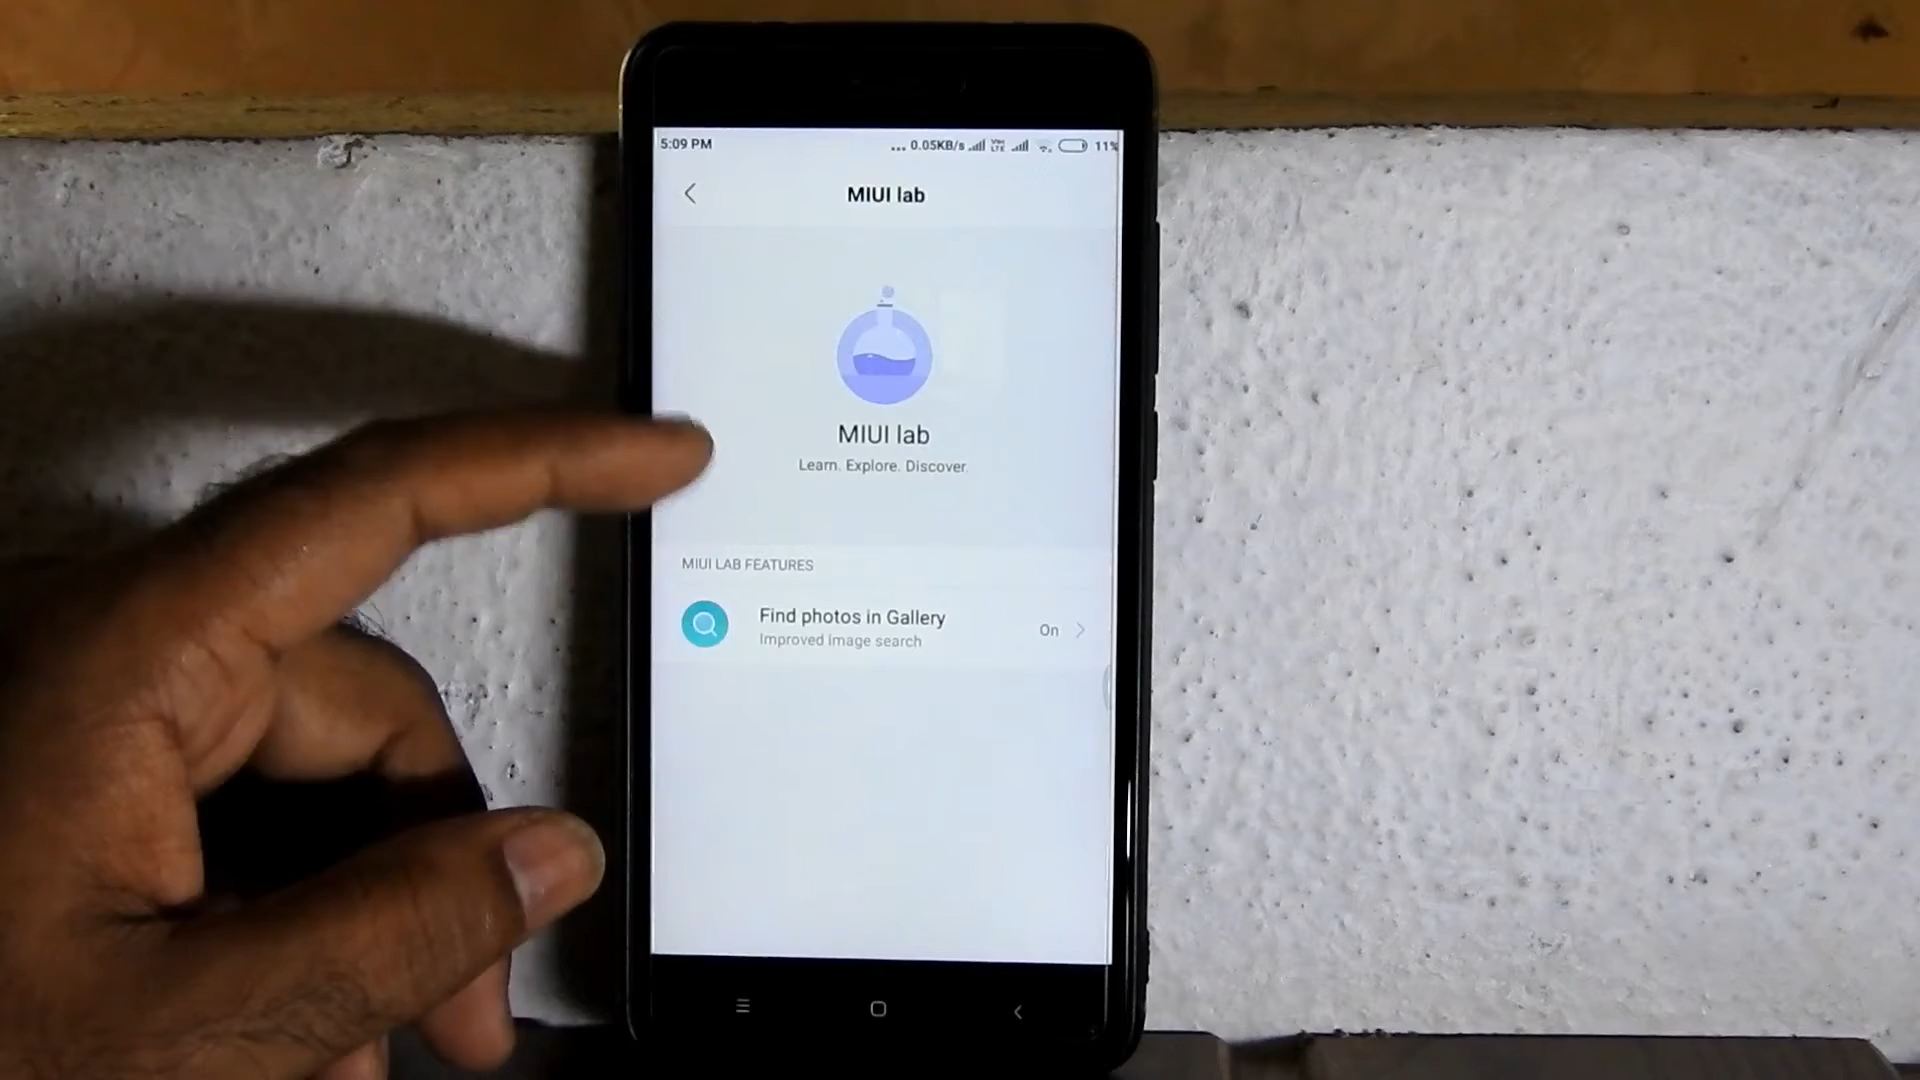 5:09 PM ... 0.05KB/s VoLTE 11%
MIUI lab
MIUI lab
Learn. Explore. Discover.
MIUI LAB FEATURES
Find photos in Gallery
Improved image search
On